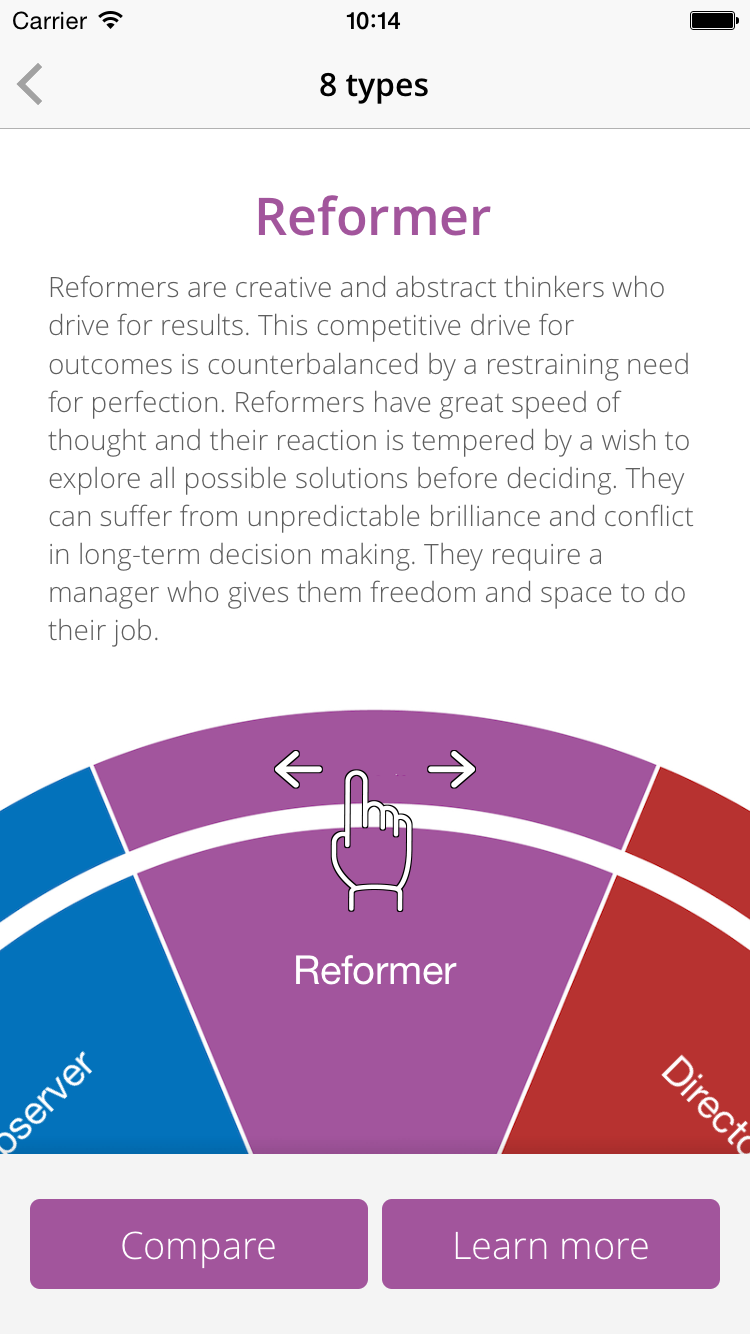 Carrier 10:14
8 types
Reformer
Reformers are creative and abstract thinkers who
drive for results. This competitive drive for
outcomes is counterbalanced by a restraining need
for perfection. Reformers have great speed of
thought and their reaction is tempered by a wish to
explore all possible solutions before deciding. They
can suffer from unpredictable brilliance and conflict
in long-term decision making. They require a
manager who gives them freedom and space to do
their job.
Reformer
Compare
Learn more